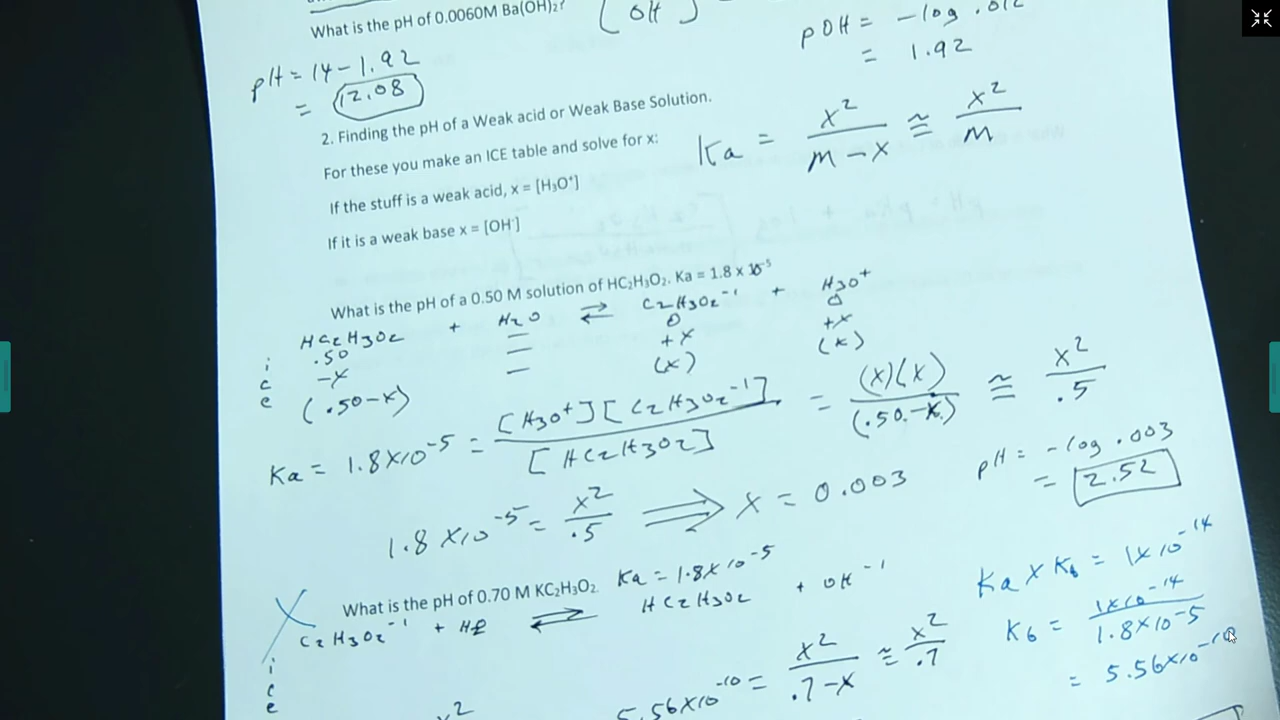 What is the pH of 0.0060M Ba(OH)₂?
[OH]
pOH = -log .012
= 1.92
pH = 14 - 1.92
= 12.08
2. Finding the pH of a Weak acid or Weak Base Solution.
For these you make an ICE table and solve for x:
Ka = x²/(m-x) ≅ x²/m
If the stuff is a weak acid, x = [H₃O⁺]
If it is a weak base x = [OH⁻]
What is the pH of a 0.50 M solution of HC₂H₃O₂. Ka = 1.8 x 10⁻⁵
HC₂H₃O₂ + H₂O ⇌ C₂H₃O₂⁻¹ + H₃O⁺
i .50 — 0 0
c -x — +x +x
e (.50-x) — (x) (x)
Ka = 1.8x10⁻⁵ = [H₃O⁺][C₂H₃O₂⁻¹]/[HC₂H₃O₂] = (x)(x)/(.50-x) ≅ x²/.5
1.8x10⁻⁵ = x²/.5 ⟹ x = 0.003
pH = -log .003
= 2.52
What is the pH of 0.70 M KC₂H₃O₂ Ka = 1.8x10⁻⁵
C₂H₃O₂⁻¹ + ⇌ HC₂H₃O₂ + OH⁻¹
i
c
e
Ka x Kb = 1x10⁻¹⁴
Kb = 1x10⁻¹⁴/1.8x10⁻⁵
= 5.56x10⁻¹⁰
5.56x10⁻¹⁰ = x²/(.7-x) ≅ x²/.7
x²